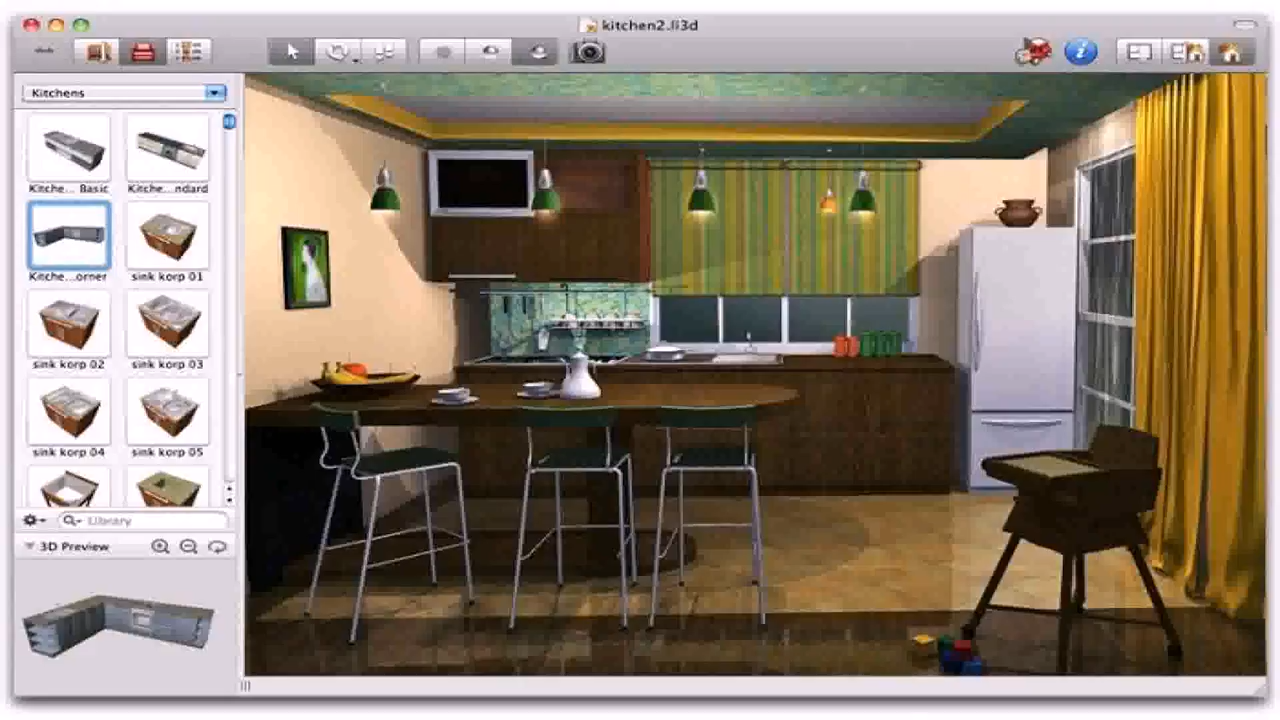 kitchen2.li3d
Kitchens
Kitche... Basic
Kitche...ndard
Kitche...orner
sink korp 01
sink korp 02
sink korp 03
sink korp 04
sink korp 05
Library
3D Preview